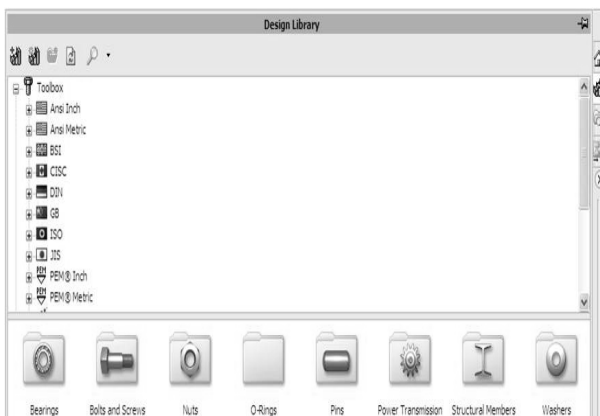 Design Library
Toolbox
Ansi Inch
Ansi Metric
BSI
CISC
DIN
GB
ISO
JIS
PEM® Inch
PEM® Metric
Bearings Bolts and Screws Nuts O-Rings Pins Power Transmission Structural Members Washers